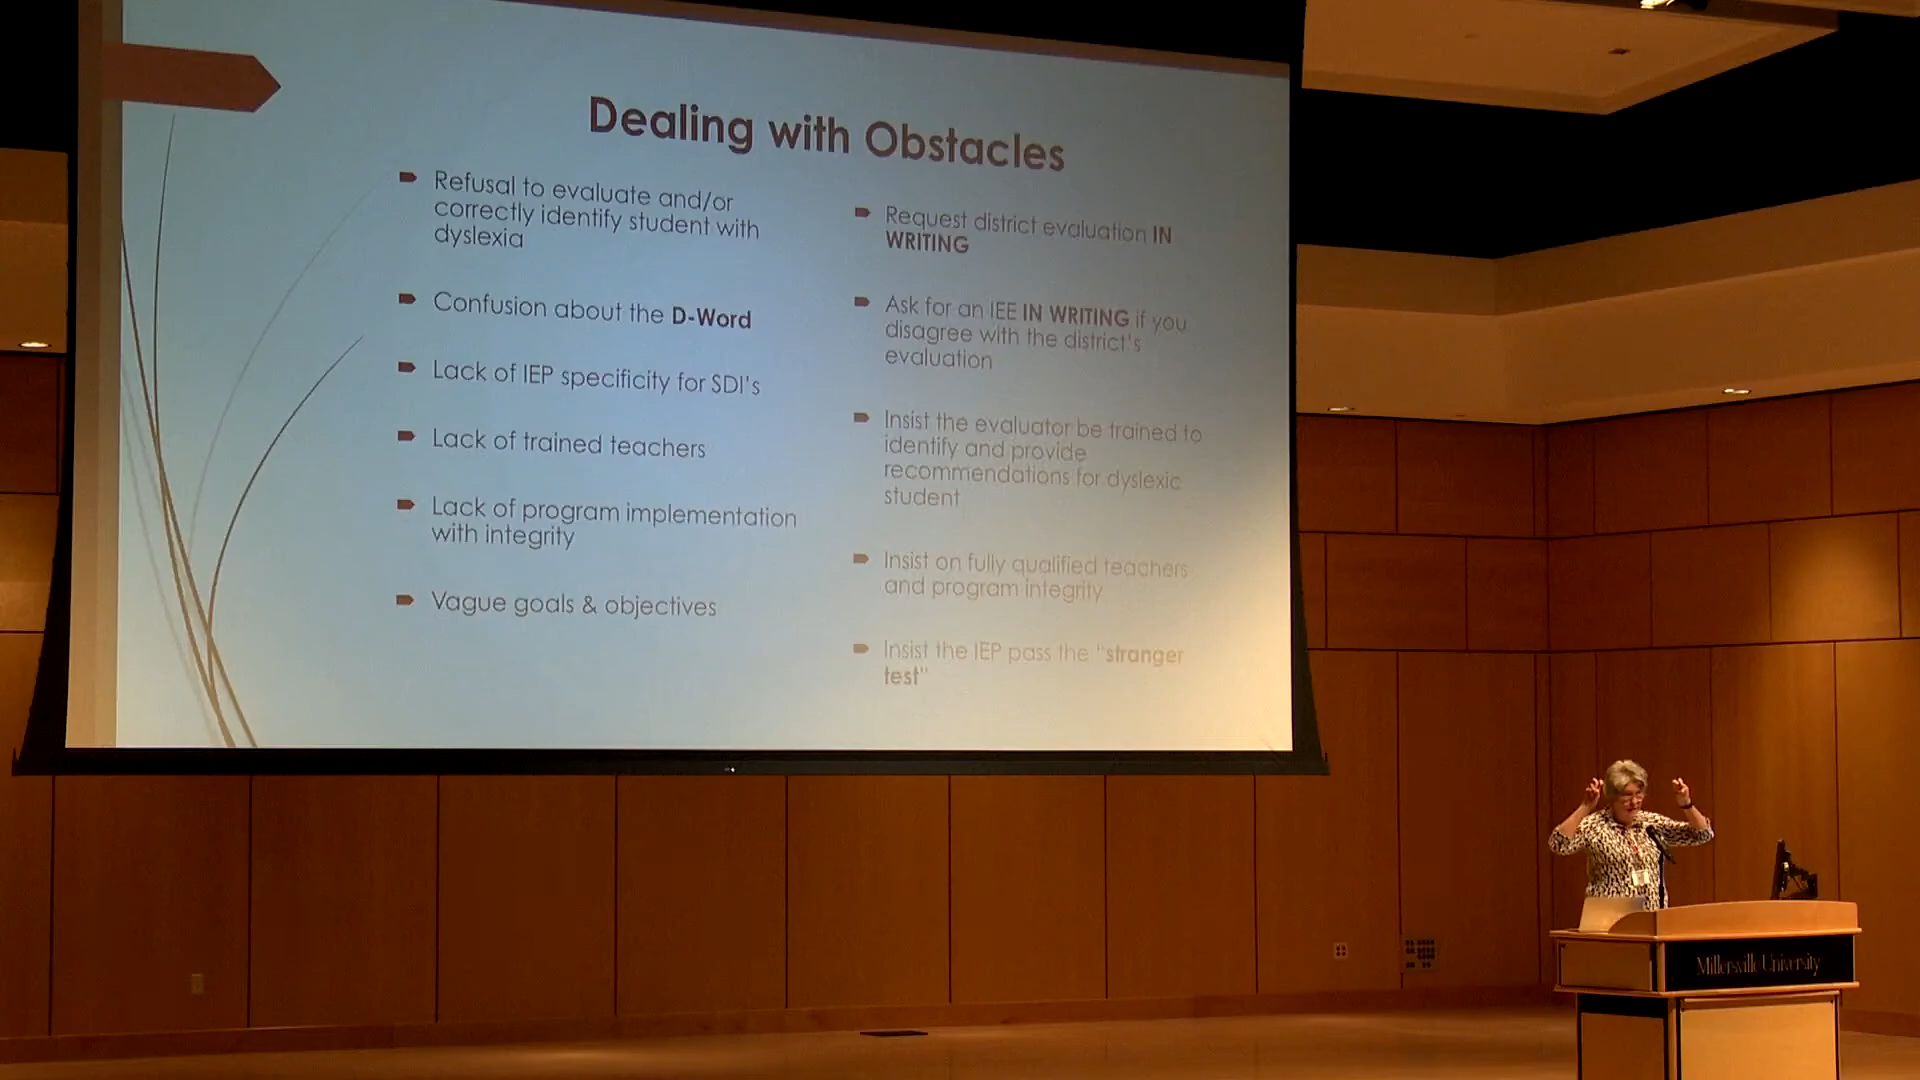 Dealing with Obstacles
Refusal to evaluate and/or
correctly identify student with
dyslexia
Confusion about the D-Word
Lack of IEP specificity for SDI's
Lack of trained teachers
Lack of program implementation
with integrity
Vague goals & objectives
Request district evaluation IN
WRITING
Ask for an IEE IN WRITING if you
disagree with the district's
evaluation
Insist the evaluator be trained to
identify and provide
recommendations for dyslexic
student
Insist on fully qualified teachers
and program integrity
Insist the IEP pass the "stranger
test"
Millersville University